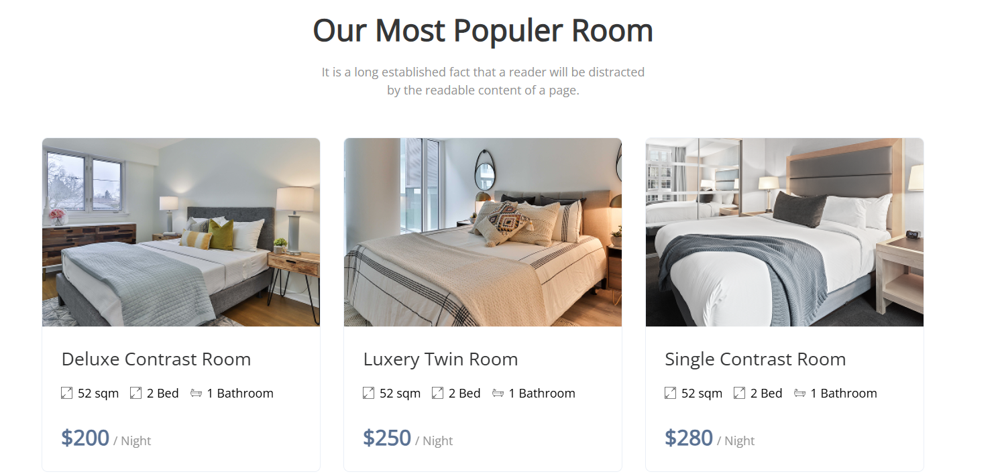 Our Most Populer Room
It is a long established fact that a reader will be distracted
by the readable content of a page.
Deluxe Contrast Room
52 sqm 2 Bed 1 Bathroom
$200 / Night
Luxery Twin Room
52 sqm 2 Bed 1 Bathroom
$250 / Night
Single Contrast Room
52 sqm 2 Bed 1 Bathroom
$280 / Night